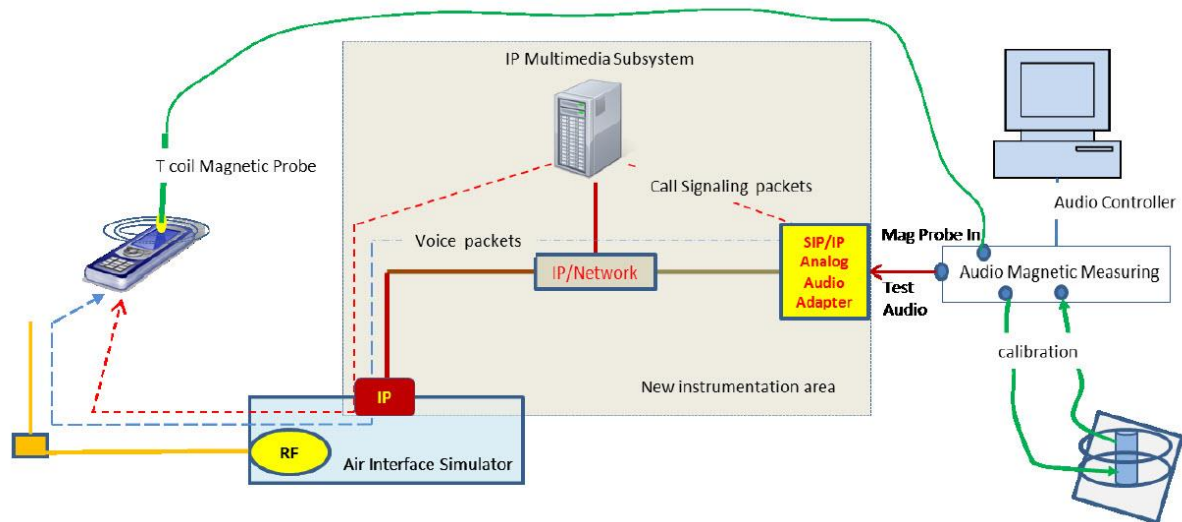 IP Multimedia Subsystem
T coil Magnetic Probe
Call Signaling packets
Audio Controller
Voice packets
Mag Probe In
SIP/IP
Analog
Audio
Adapter
IP/Network
Audio Magnetic Measuring
Test
Audio
calibration
New instrumentation area
IP
RF
Air Interface Simulator